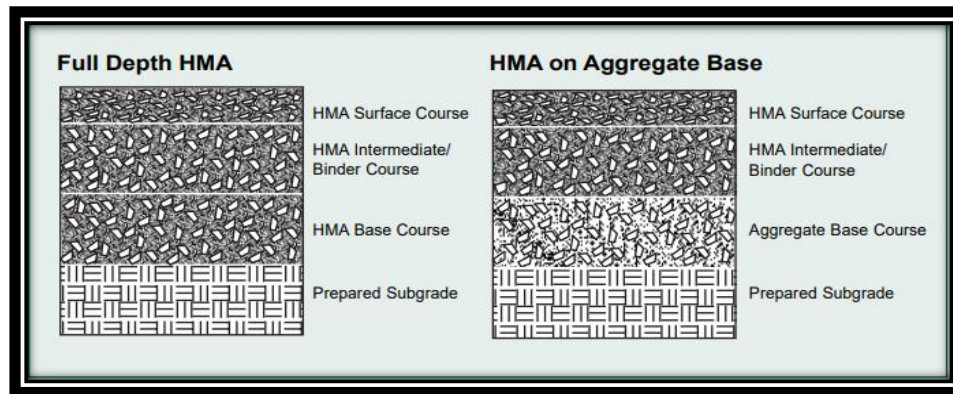 Full Depth HMA
HMA Surface Course
HMA Intermediate/
Binder Course
HMA Base Course
Prepared Subgrade
HMA on Aggregate Base
HMA Surface Course
HMA Intermediate/
Binder Course
Aggregate Base Course
Prepared Subgrade